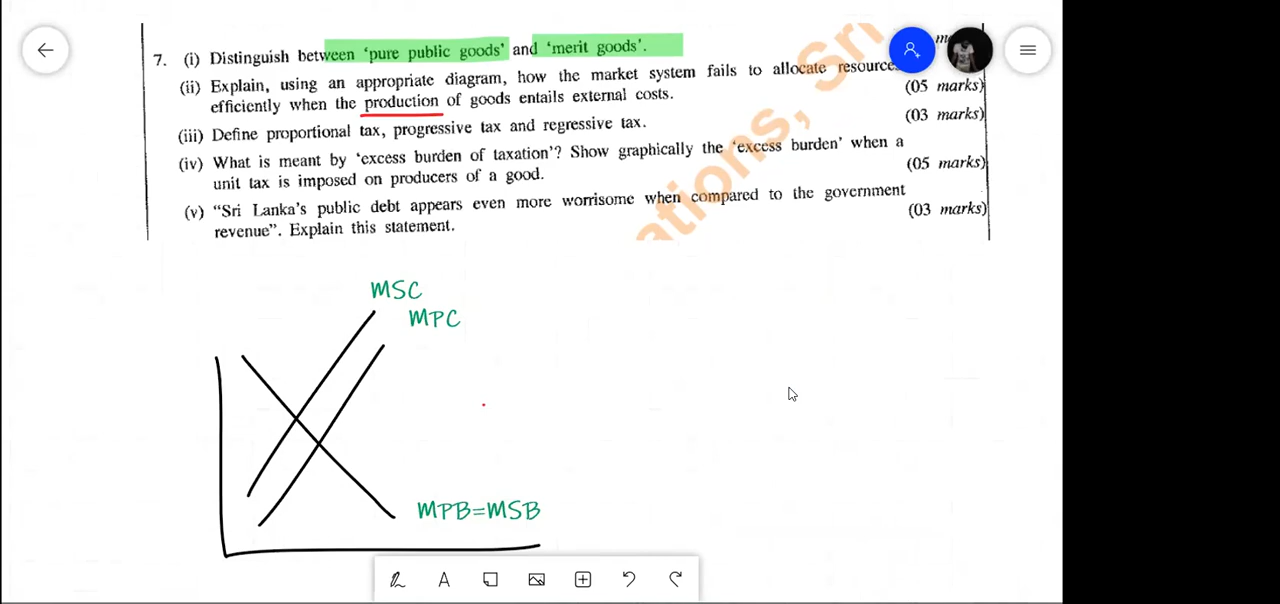 7. (i) Distinguish between 'pure public goods' and 'merit goods'.
(ii) Explain, using an appropriate diagram, how the market system fails to allocate resource
efficiently when the production of goods entails external costs.
(05 marks)
(03 marks)
(iii) Define proportional tax, progressive tax and regressive tax.
(iv) What is meant by 'excess burden of taxation'? Show graphically the 'excess burden' when a
unit tax is imposed on producers of a good.
(05 marks)
(v) "Sri Lanka's public debt appears even more worrisome when compared to the government
revenue". Explain this statement.
(03 marks)
ations, Sri
MSC
MPC
MPB=MSB
A